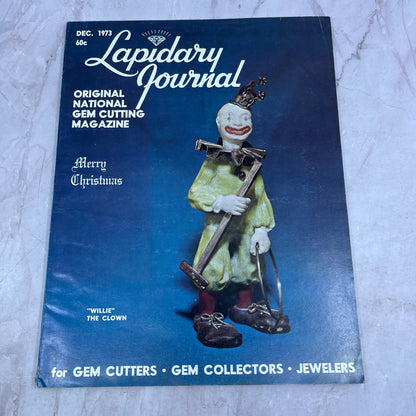 DEC. 1973
60c
Lapidary
Journal
ORIGINAL
NATIONAL
GEM CUTTING
MAGAZINE
Merry
Christmas
"WILLIE"
THE CLOWN
for GEM CUTTERS • GEM COLLECTORS • JEWELERS